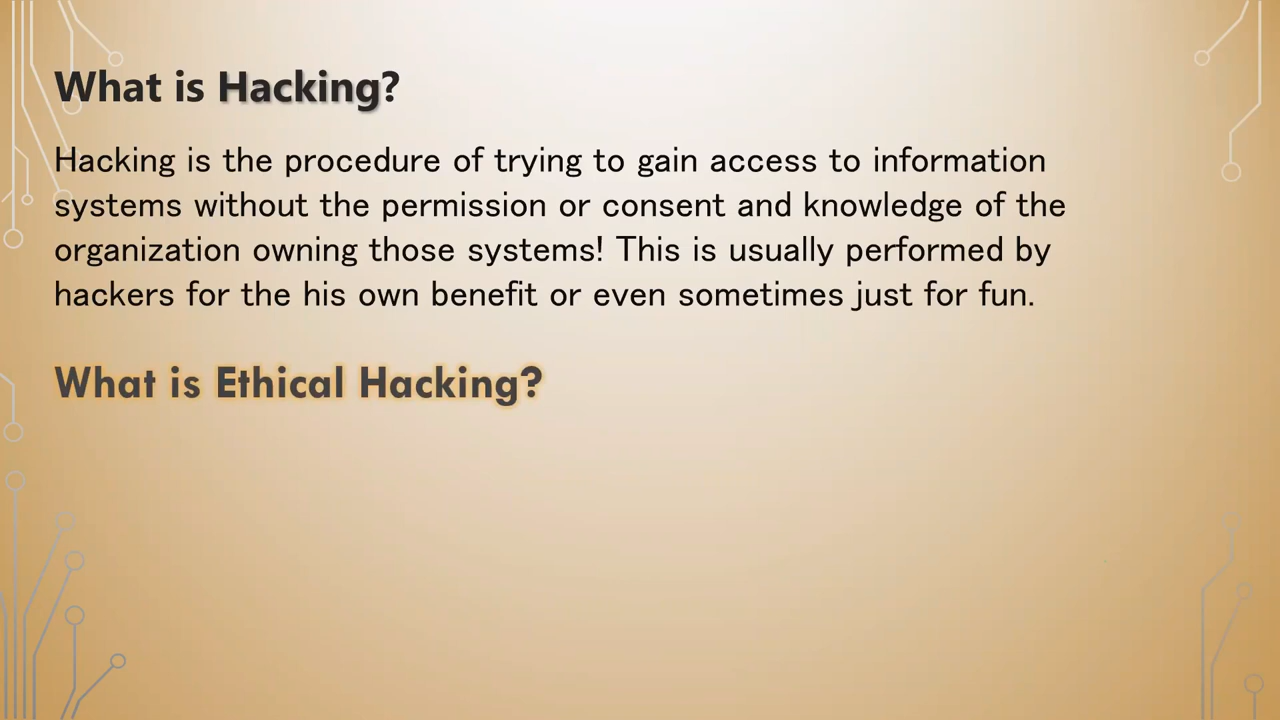 What is Hacking?
Hacking is the procedure of trying to gain access to information
systems without the permission or consent and knowledge of the
organization owning those systems! This is usually performed by
hackers for the his own benefit or even sometimes just for fun.
What is Ethical Hacking?